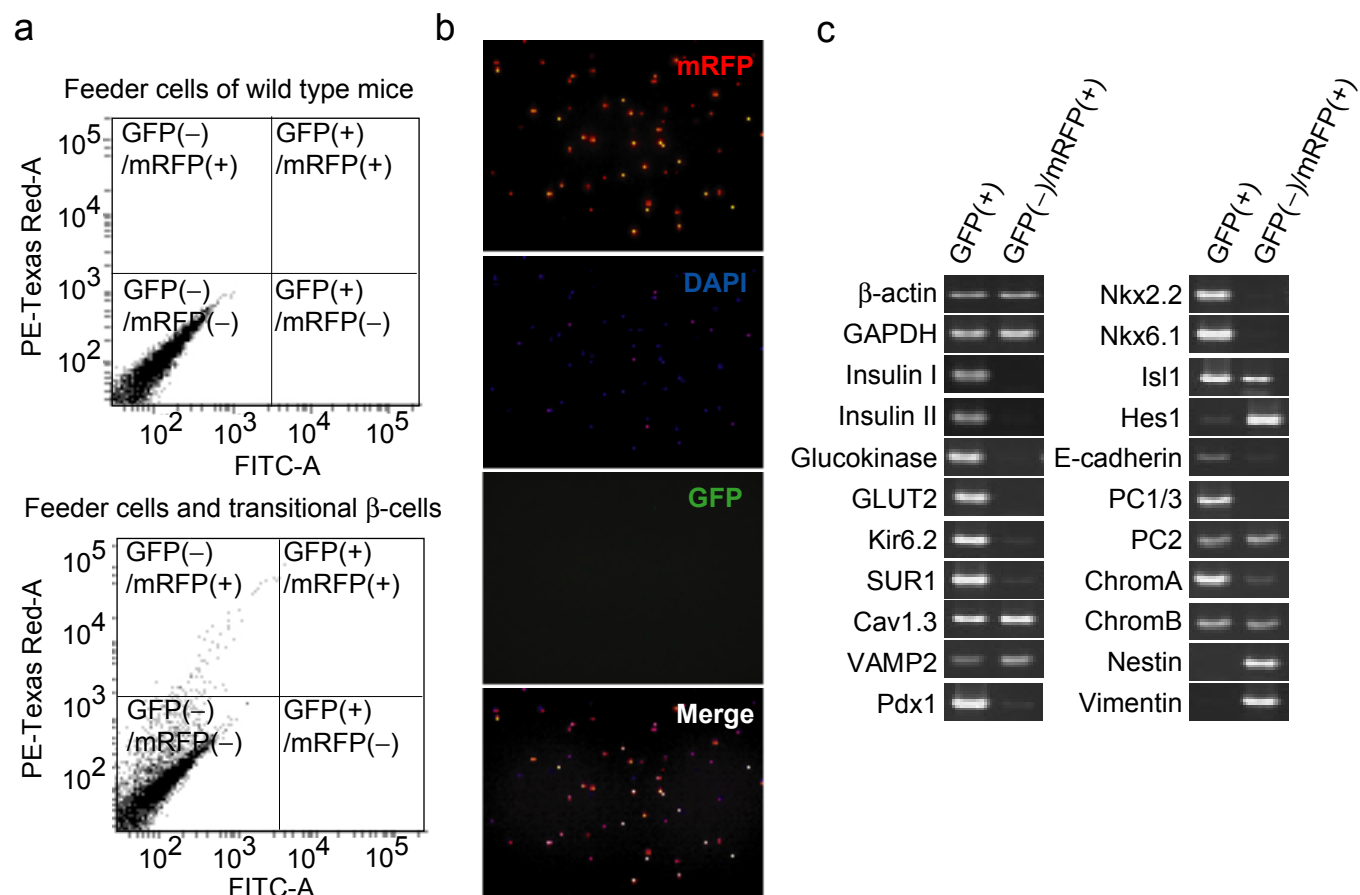 a
Feeder cells of wild type mice
PE-Texas Red-A
10^5
10^4
10^3
10^2
GFP(−)
/mRFP(+)
GFP(+)
/mRFP(+)
GFP(−)
/mRFP(−)
GFP(+)
/mRFP(−)
10^2 10^3 10^4 10^5
FITC-A
Feeder cells and transitional β-cells
PE-Texas Red-A
10^5
10^4
10^3
10^2
GFP(−)
/mRFP(+)
GFP(+)
/mRFP(+)
GFP(−)
/mRFP(−)
GFP(+)
/mRFP(−)
10^2 10^3 10^4 10^5
FITC-A
b
mRFP
DAPI
GFP
Merge
c
GFP(+)
GFP(−)/mRFP(+)
β-actin
GAPDH
Insulin I
Insulin II
Glucokinase
GLUT2
Kir6.2
SUR1
Cav1.3
VAMP2
Pdx1
GFP(+)
GFP(−)/mRFP(+)
Nkx2.2
Nkx6.1
Isl1
Hes1
E-cadherin
PC1/3
PC2
ChromA
ChromB
Nestin
Vimentin